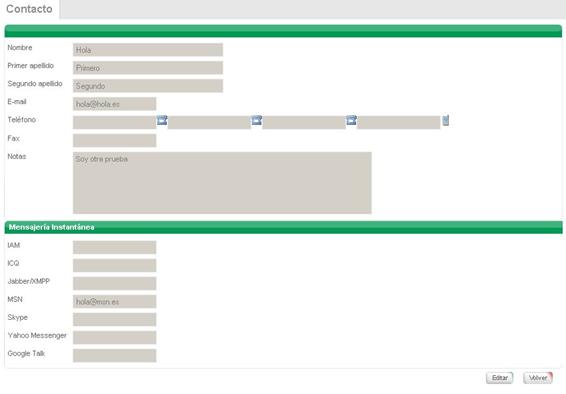 Contacto
Nombre Hola
Primer apellido Primero
Segundo apellido Segundo
E-mail hola@hola.es
Teléfono
Fax
Notas Soy otra prueba
Mensajería Instantánea
IAM
ICQ
Jabber/XMPP
MSN hola@msn.es
Skype
Yahoo Messenger
Google Talk
Editar Volver